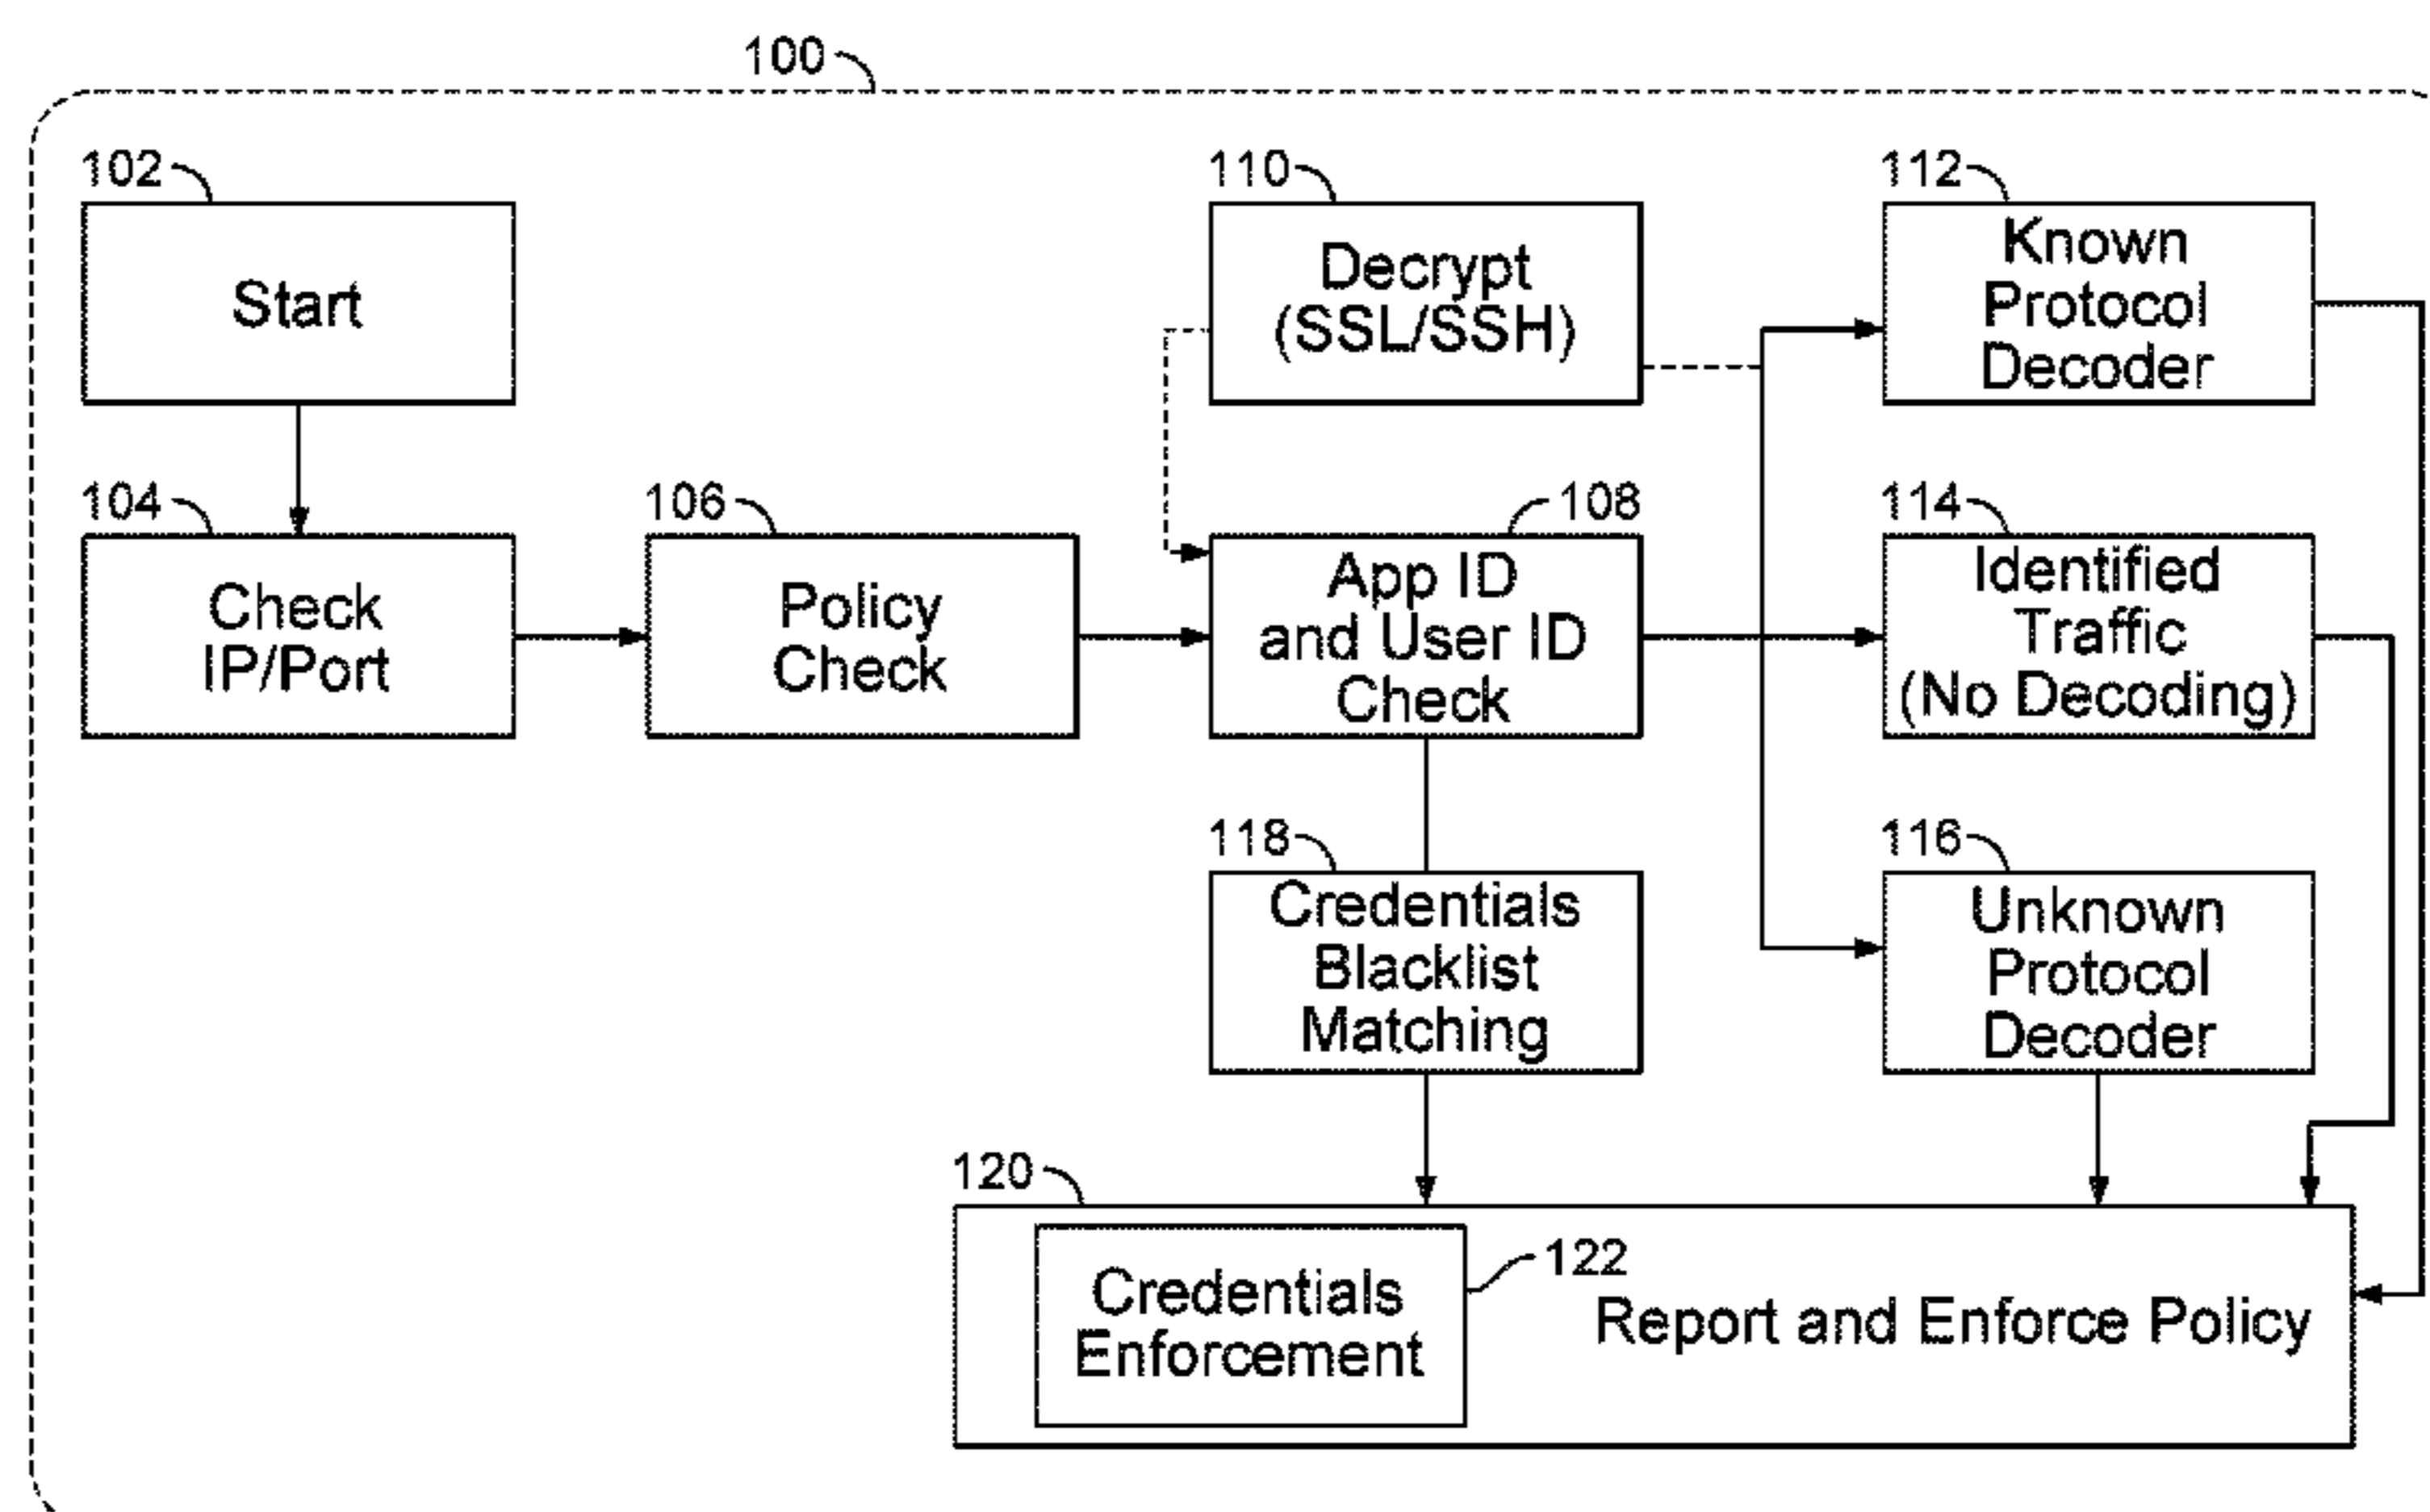 100
102
Start
110
Decrypt
(SSL/SSH)
112
Known
Protocol
Decoder
104
Check
IP/Port
106
Policy
Check
108
App ID
and User ID
Check
114
Identified
Traffic
(No Decoding)
118
Credentials
Blacklist
Matching
116
Unknown
Protocol
Decoder
120
122
Credentials
Enforcement
Report and Enforce Policy